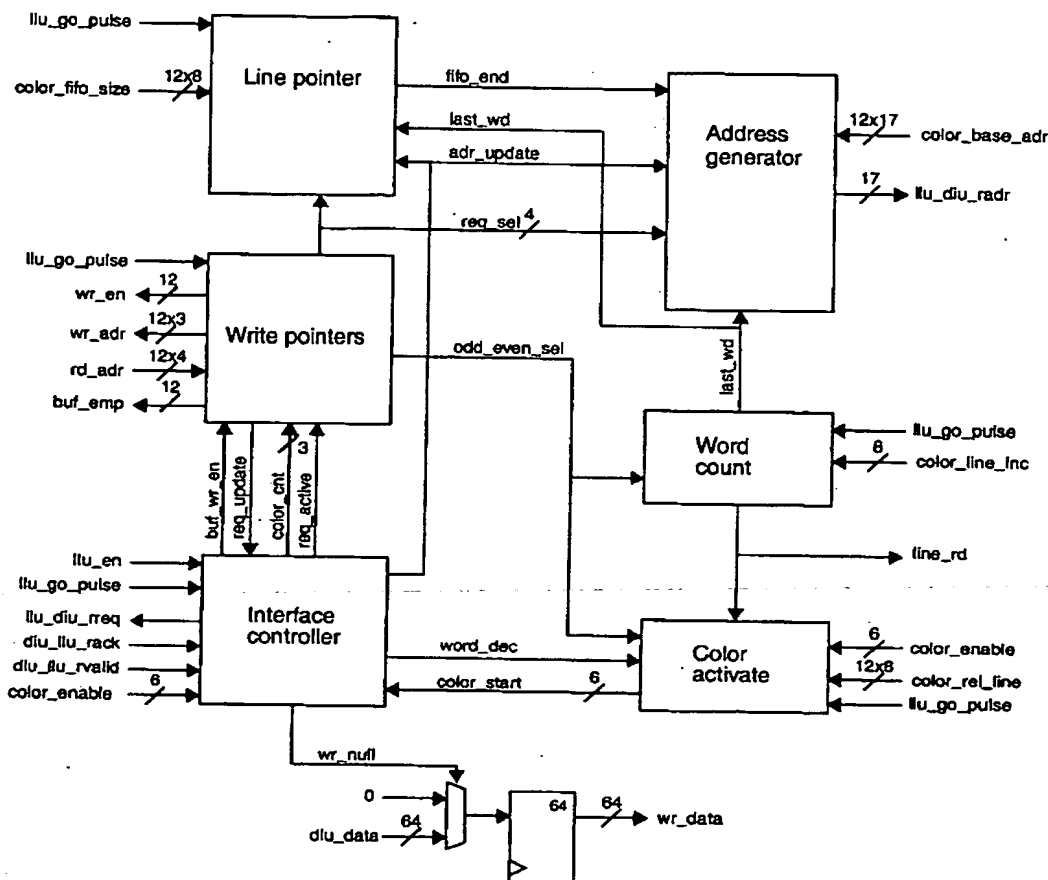 llu_go_pulse
color_fifo_size
12x8
Line pointer
fifo_end
last_wd
adr_update
req_sel
4
Address
generator
12x17
color_base_adr
17
llu_diu_radr
llu_go_pulse
wr_en
12
wr_adr
12x3
rd_adr
12x4
buf_emp
12
Write pointers
odd_even_sel
last_wd
buf_wr_en
req_update
color_cnt
3
req_active
Word
count
llu_go_pulse
8
color_line_inc
line_rd
llu_en
llu_go_pulse
llu_diu_rreq
diu_llu_rack
diu_llu_rvalid
color_enable
6
Interface
controller
word_dec
color_start
6
Color
activate
6
color_enable
12x8
color_rel_line
llu_go_pulse
wr_null
0
diu_data
64
64
64
wr_data